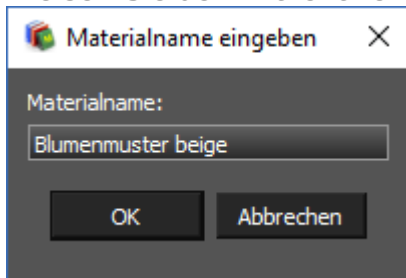 Materialname eingeben
Materialname:
Blumenmuster beige
OK
Abbrechen